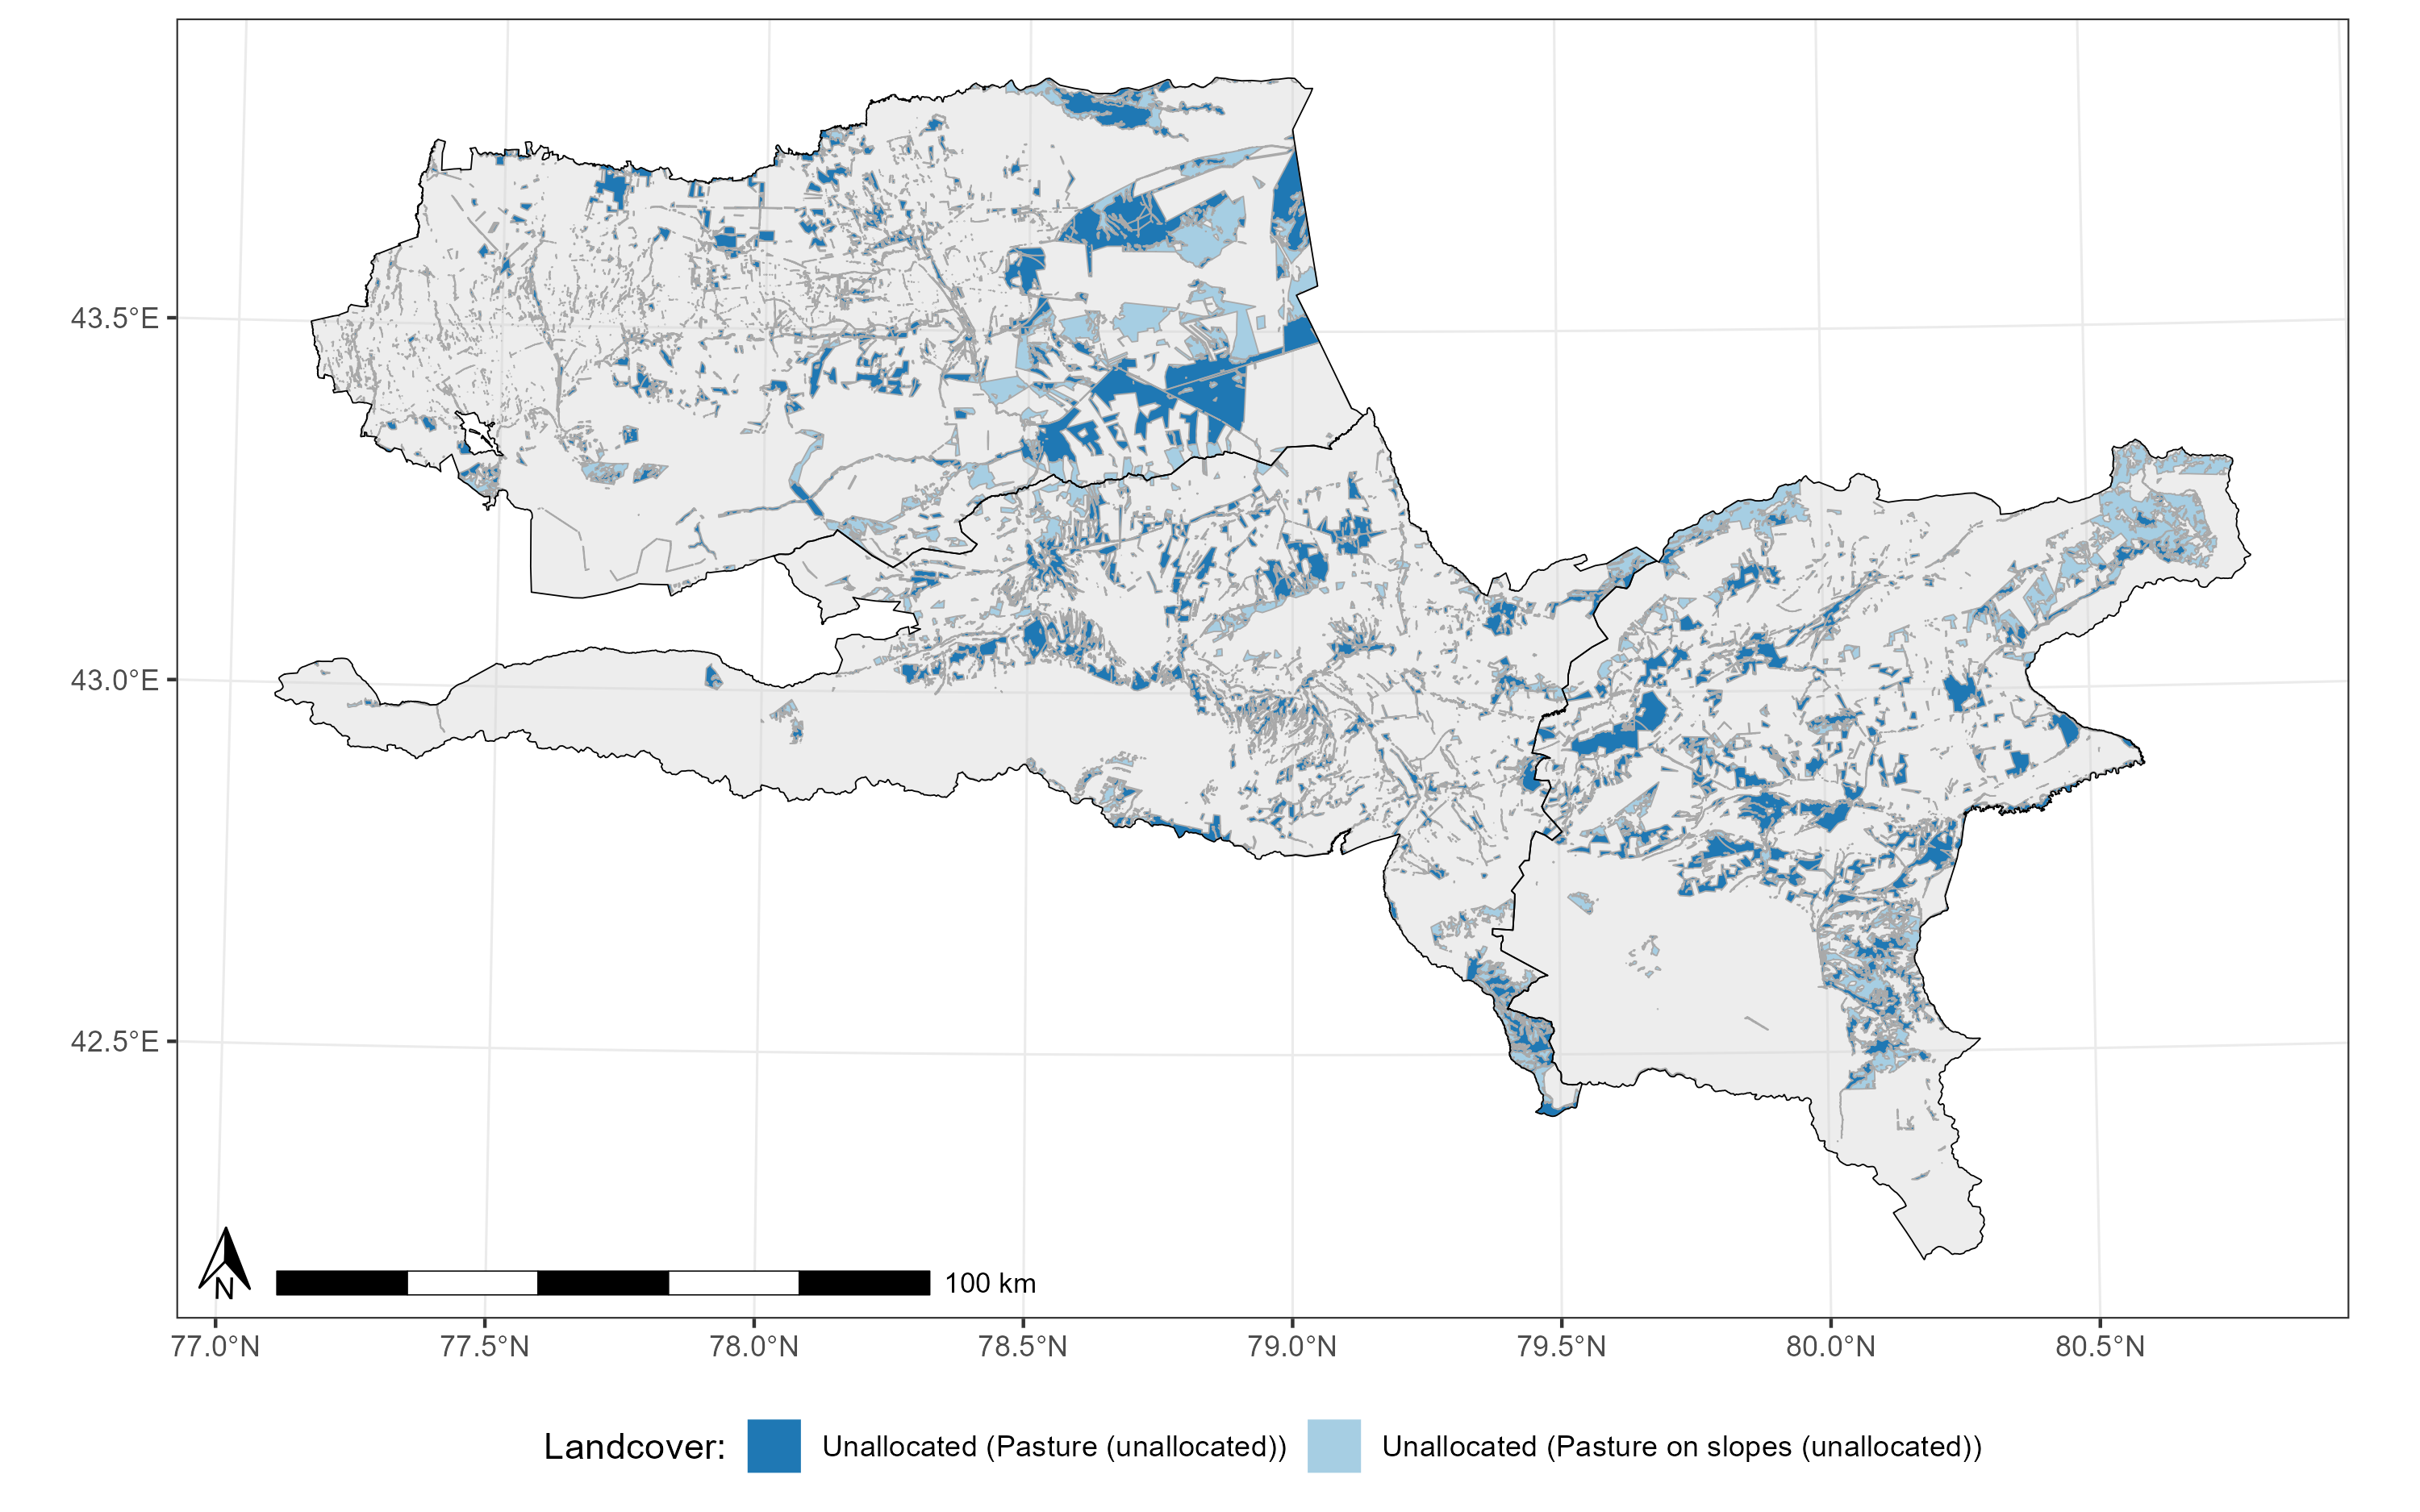 43.5°E
43.0°E
42.5°E
N
100 km
77.0°N 77.5°N 78.0°N 78.5°N 79.0°N 79.5°N 80.0°N 80.5°N
Landcover: Unallocated (Pasture (unallocated)) Unallocated (Pasture on slopes (unallocated))